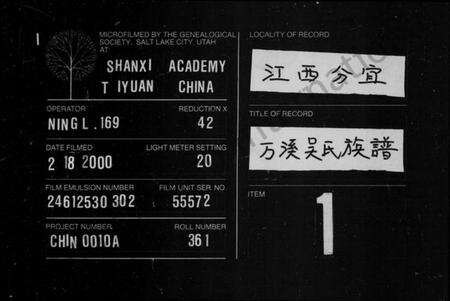 MICROFILMED BY THE GENEALOGICAL
SOCIETY, SALT LAKE CITY, UTAH
AT
SHANXI ACADEMY
T IYUAN CHINA
OPERATOR
REDUCTION X
NING L. 169
42
DATE FILMED
LIGHT METER SETTING
2 18 2000
20
FILM EMULSION NUMBER
FILM UNIT SER. NO.
24612530 302
55572
PROJECT NUMBER
ROLL NUMBER
CHIN 0010A
361
LOCALITY OF RECORD
江西分宜
TITLE OF RECORD
万溪吴氏族譜
ITEM
1